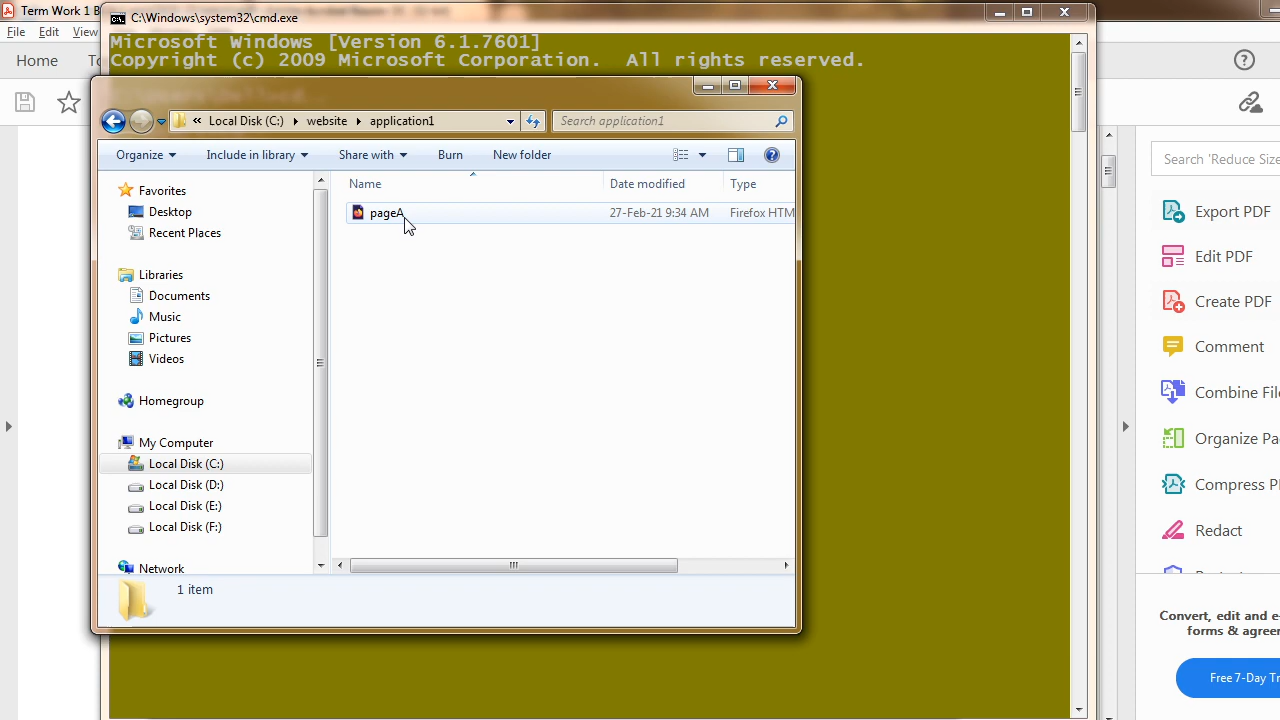 Term Work 1 B
C:\Windows\system32\cmd.exe
File Edit View
Microsoft Windows [Version 6.1.7601]
Copyright (c) 2009 Microsoft Corporation. All rights reserved.
Home To
« Local Disk (C:) website application1
Search application1
Organize Include in library Share with Burn New folder
Name Date modified Type
pageA 27-Feb-21 9:34 AM Firefox HTM
Favorites
Desktop
Recent Places
Libraries
Documents
Music
Pictures
Videos
Homegroup
My Computer
Local Disk (C:)
Local Disk (D:)
Local Disk (E:)
Local Disk (F:)
Network
1 item
Search 'Reduce Size
Export PDF
Edit PDF
Create PDF
Comment
Combine File
Organize Pa
Compress P
Redact
Convert, edit and e-
forms & agreer
Free 7-Day Tr